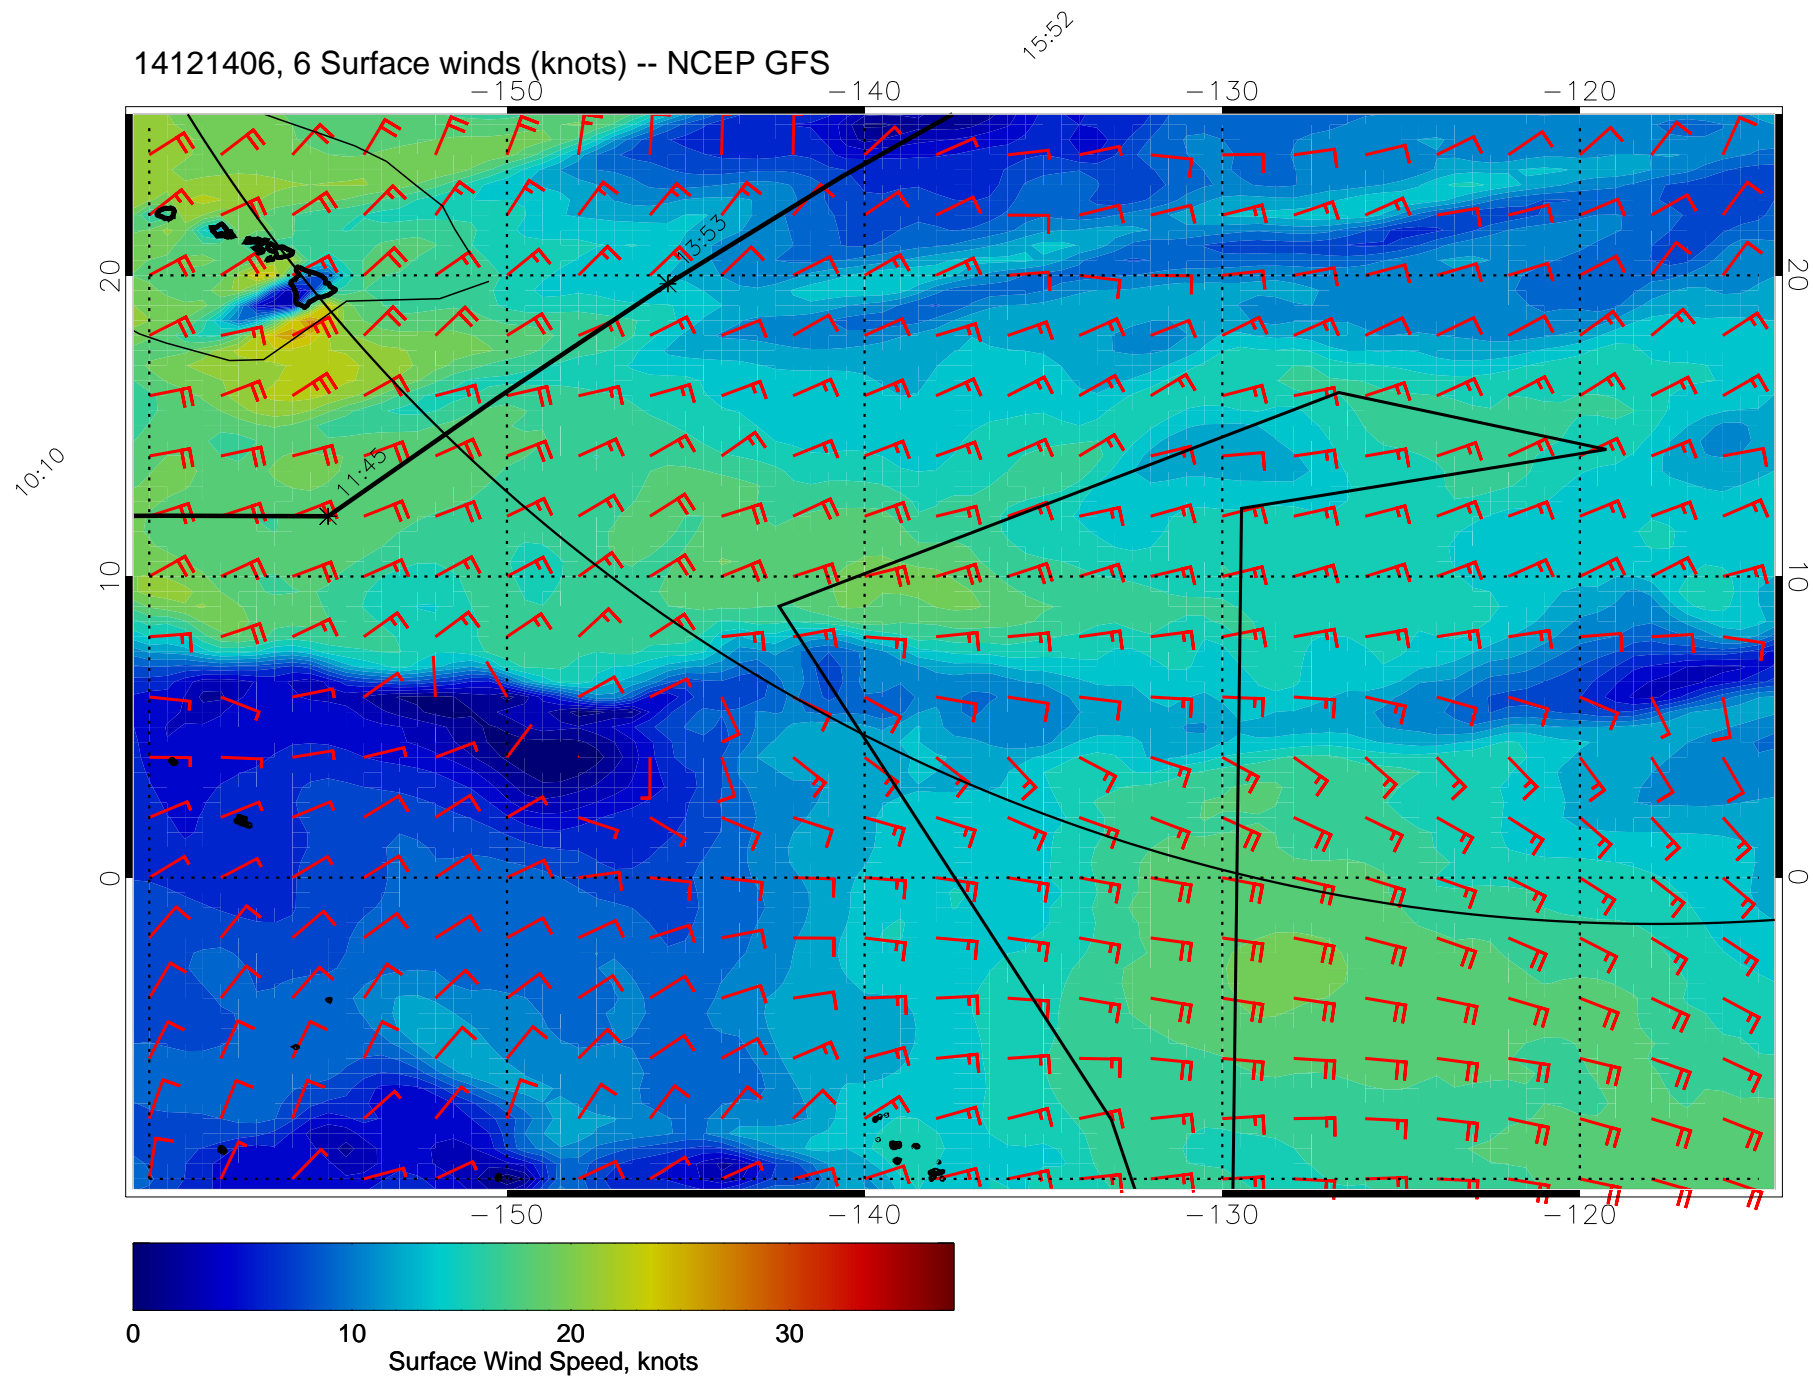 15:52
14121406, 6 Surface winds (knots) -- NCEP GFS
-150 -140 -130 -120
13:53
20 20
11:45
10:10
10 10
0 0
-150 -140 -130 -120
0 10 20 30
Surface Wind Speed, knots